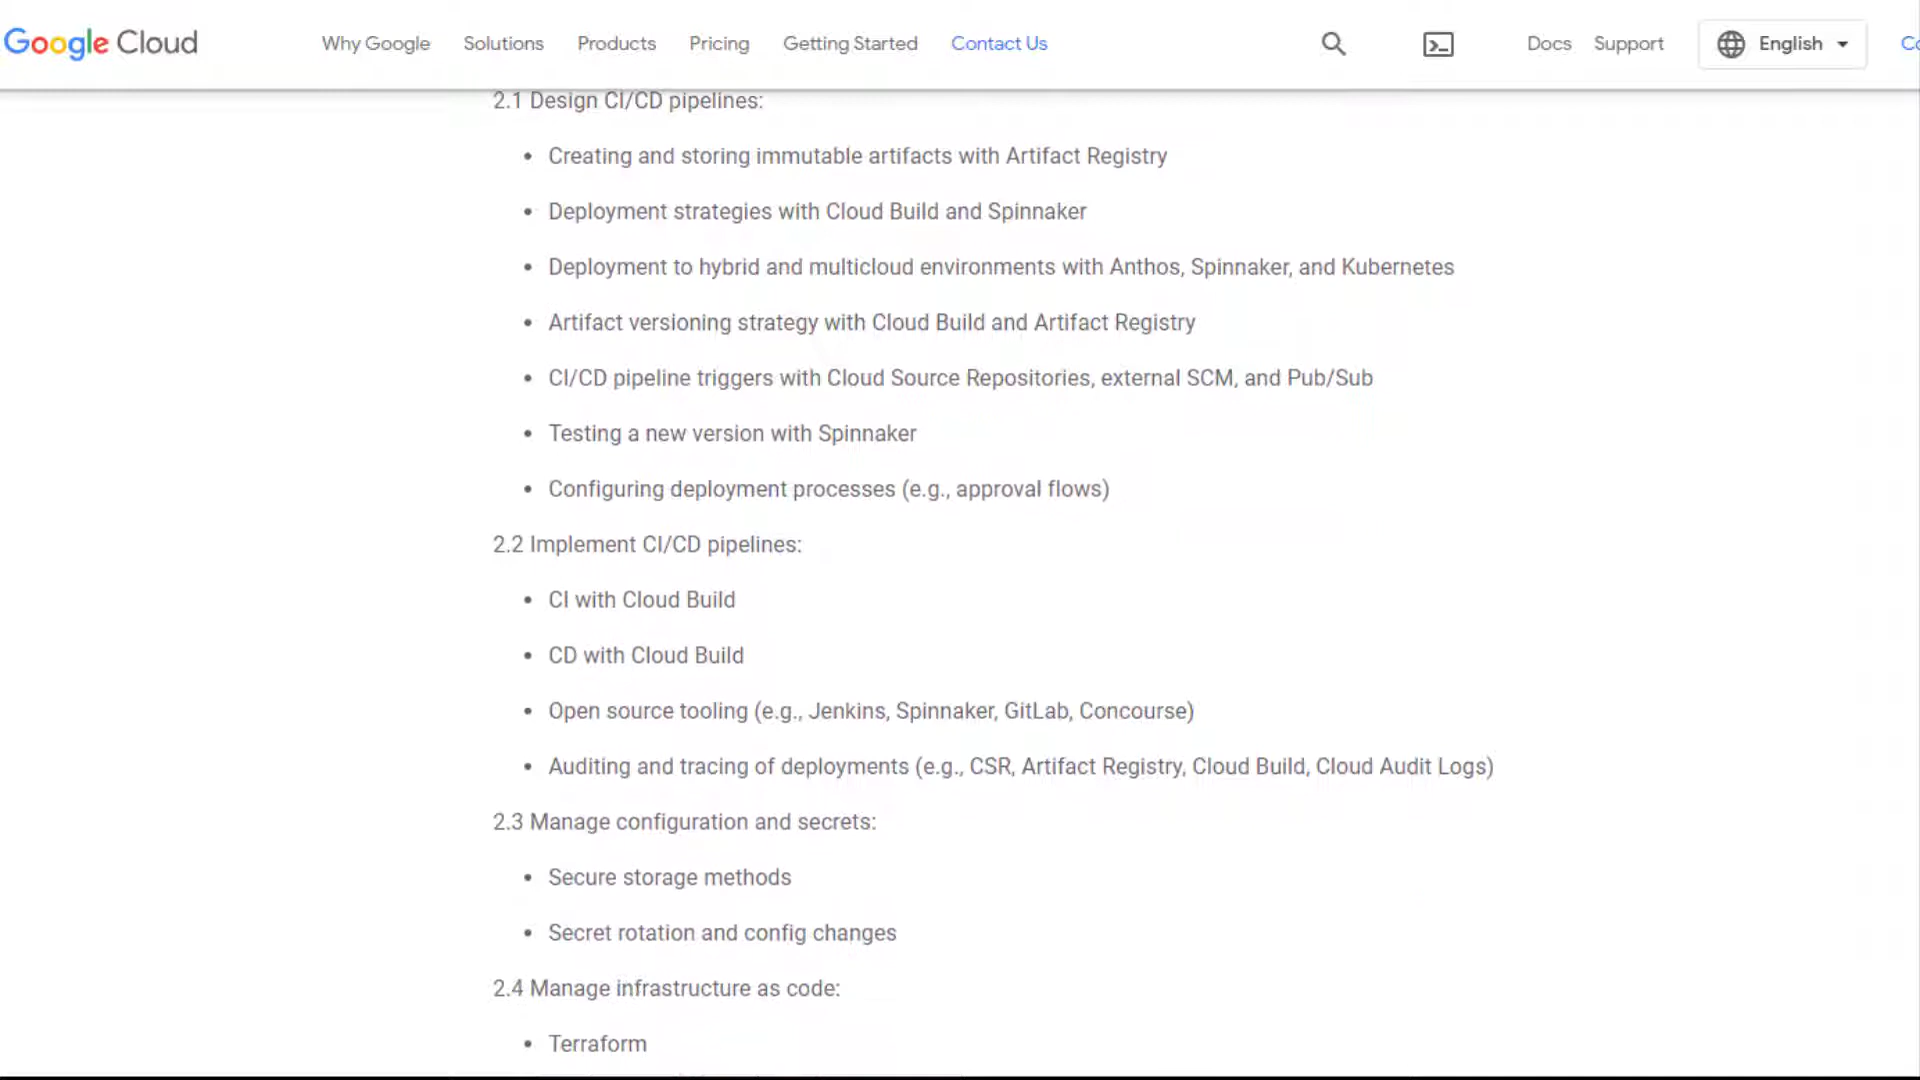 Google Cloud Why Google Solutions Products Pricing Getting Started Contact Us Docs Support English Co
2.1 Design CI/CD pipelines:
• Creating and storing immutable artifacts with Artifact Registry
• Deployment strategies with Cloud Build and Spinnaker
• Deployment to hybrid and multicloud environments with Anthos, Spinnaker, and Kubernetes
• Artifact versioning strategy with Cloud Build and Artifact Registry
• CI/CD pipeline triggers with Cloud Source Repositories, external SCM, and Pub/Sub
• Testing a new version with Spinnaker
• Configuring deployment processes (e.g., approval flows)
2.2 Implement CI/CD pipelines:
• CI with Cloud Build
• CD with Cloud Build
• Open source tooling (e.g., Jenkins, Spinnaker, GitLab, Concourse)
• Auditing and tracing of deployments (e.g., CSR, Artifact Registry, Cloud Build, Cloud Audit Logs)
2.3 Manage configuration and secrets:
• Secure storage methods
• Secret rotation and config changes
2.4 Manage infrastructure as code:
• Terraform